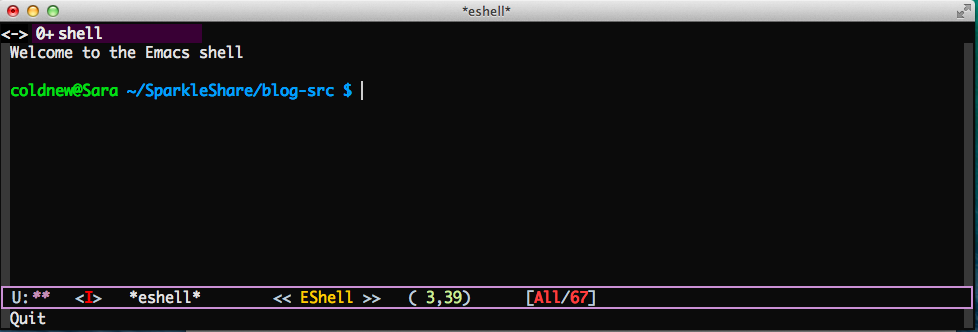 *eshell*
<-> 0+ shell
Welcome to the Emacs shell
coldnew@Sara ~/SparkleShare/blog-src $
U:** <I> *eshell* << EShell >> ( 3,39) [All/67]
Quit